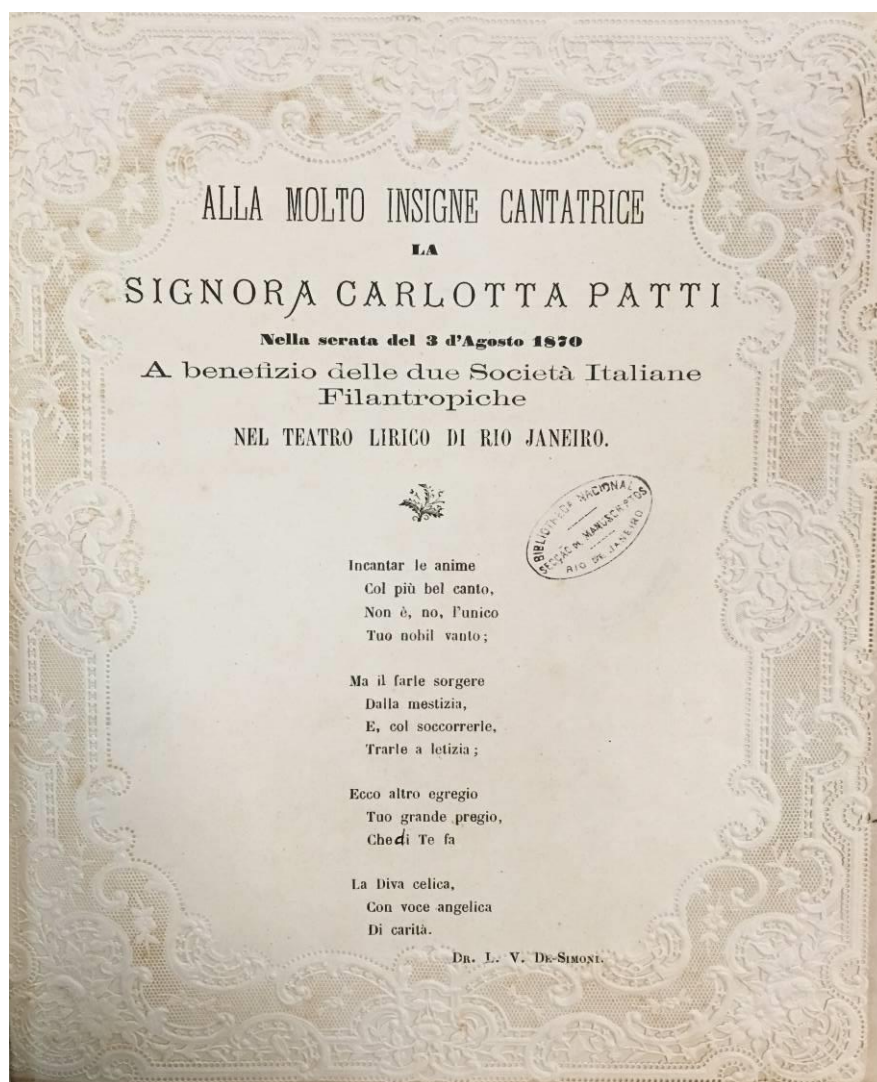 ALLA MOLTO INSIGNE CANTATRICE
LA
SIGNORA CARLOTTA PATTI
Nella serata del 3 d'Agosto 1870
A benefizio delle due Società Italiane
Filantropiche
NEL TEATRO LIRICO DI RIO JANEIRO.
BIBLIOTHECA NACIONAL
SECÇÃO DE MANUSCRIPTOS
RIO DE JANEIRO
Incantar le anime
Col più bel canto,
Non è, no, l'unico
Tuo nobil vanto;
Ma il farle sorgere
Dalla mestizia,
E, col soccorrerle,
Trarle a letizia;
Ecco altro egregio
Tuo grande pregio,
Che di Te fa
La Diva celica,
Con voce angelica
Di carità.
DR. L. V. DE-SIMONI.